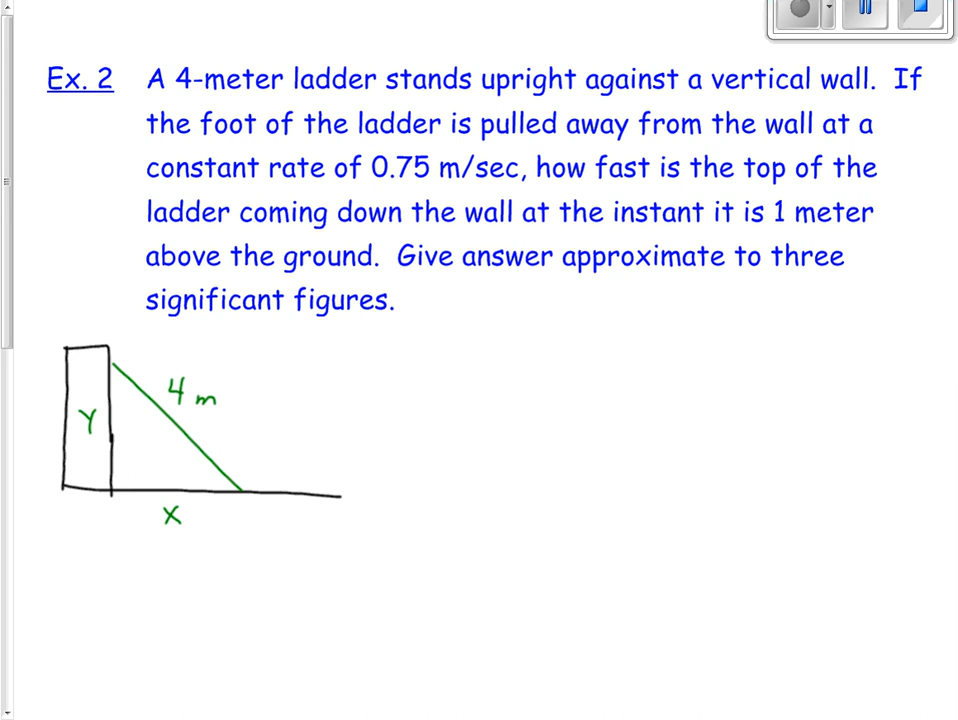 Ex. 2 A 4-meter ladder stands upright against a vertical wall. If
the foot of the ladder is pulled away from the wall at a
constant rate of 0.75 m/sec, how fast is the top of the
ladder coming down the wall at the instant it is 1 meter
above the ground. Give answer approximate to three
significant figures.
4 m
Y
X